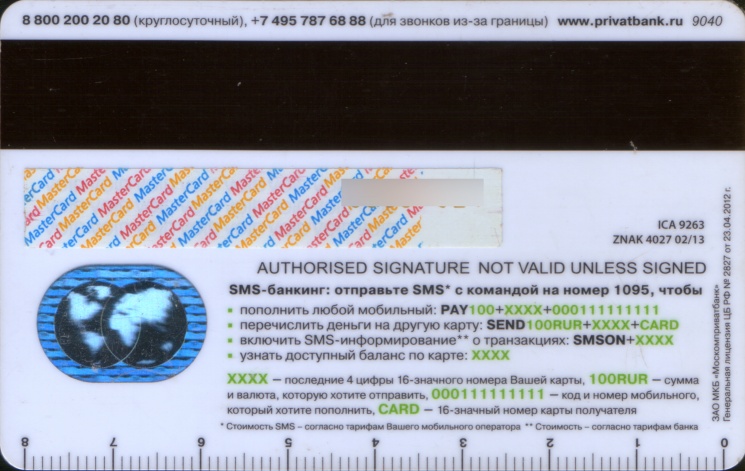 8 800 200 20 80 (круглосуточный), +7 495 787 68 88 (для звонков из-за границы) www.privatbank.ru 9040
MasterCard MasterCard MasterCard MasterCard
ICA 9263
ZNAK 4027 02/13
AUTHORISED SIGNATURE NOT VALID UNLESS SIGNED
SMS-банкинг: отправьте SMS* с командой на номер 1095, чтобы
▪ пополнить любой мобильный: PAY100+XXXX+000111111111
▪ перечислить деньги на другую карту: SEND100RUR+XXXX+CARD
▪ включить SMS-информирование** о транзакциях: SMSON+XXXX
▪ узнать доступный баланс по карте: XXXX
XXXX – последние 4 цифры 16-значного номера Вашей карты, 100RUR – сумма
и валюта, которую хотите отправить, 000111111111 – код и номер мобильного,
который хотите пополнить, CARD – 16-значный номер карты получателя
* Стоимость SMS – согласно тарифам Вашего мобильного оператора ** Стоимость – согласно тарифам банка
ЗАО МКБ «Москомприватбанк»
Генеральная лицензия ЦБ РФ № 2827 от 23.04.2012 г.
8 7 6 5 4 3 2 1 0